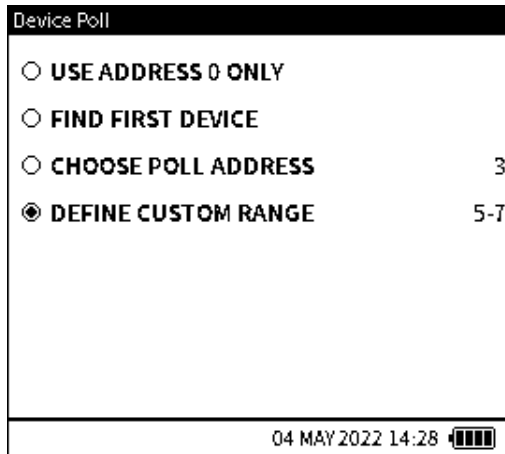 Device Poll
USE ADDRESS 0 ONLY
FIND FIRST DEVICE
CHOOSE POLL ADDRESS 3
DEFINE CUSTOM RANGE 5-7
04 MAY 2022 14:28